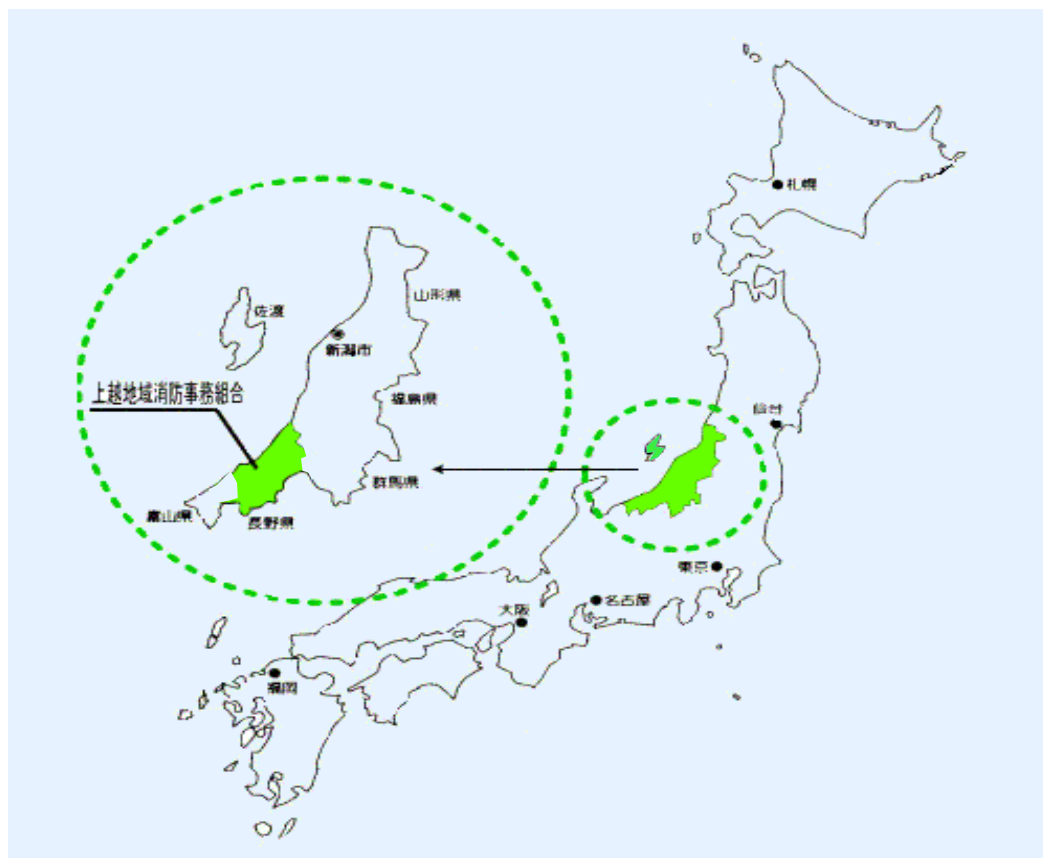 札幌
山形県
佐渡
新潟市
上越地域消防事務組合
福島県
仙台
群馬県
富山県
長野県
東京
名古屋
大阪
福岡